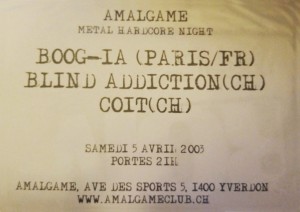 AMALGAME
METAL HARDCORE NIGHT
BOOG-IA (PARIS/FR)
BLIND ADDICTION(CH)
COIT(CH)
SAMEDI 5 AVRIL 2003
PORTES 21H
AMALGAME, AVE DES SPORTS 5, 1400 YVERDON
WWW.AMALGAMECLUB.CH